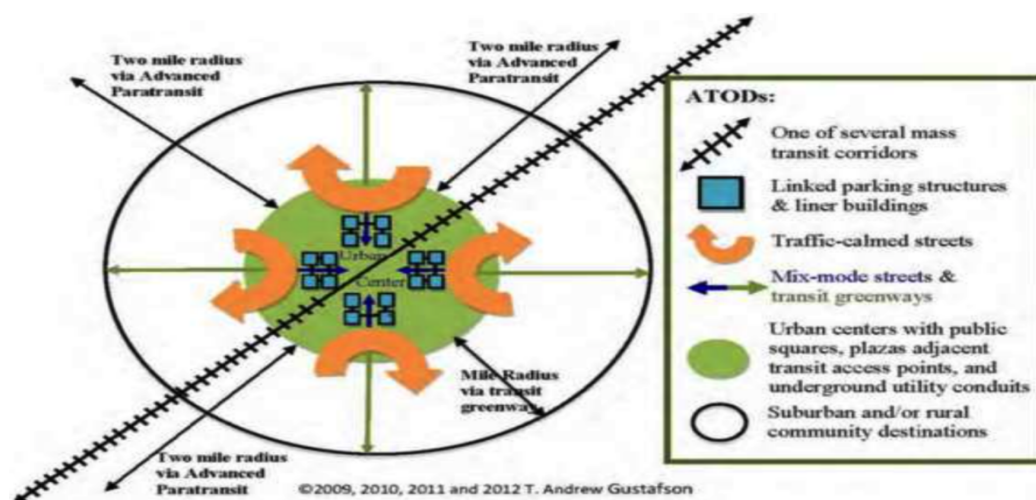 Two mile radius
via Advanced
Paratransit
Two mile radius
via Advanced
Paratransit
Urban
Center
Mile Radius
via transit
greenway
Two mile radius
via Advanced
Paratransit
©2009, 2010, 2011 and 2012 T. Andrew Gustafson
ATODs:
One of several mass
transit corridors
Linked parking structures
& liner buildings
Traffic-calmed streets
Mix-mode streets &
transit greenways
Urban centers with public
squares, plazas adjacent
transit access points, and
underground utility conduits
Suburban and/or rural
community destinations